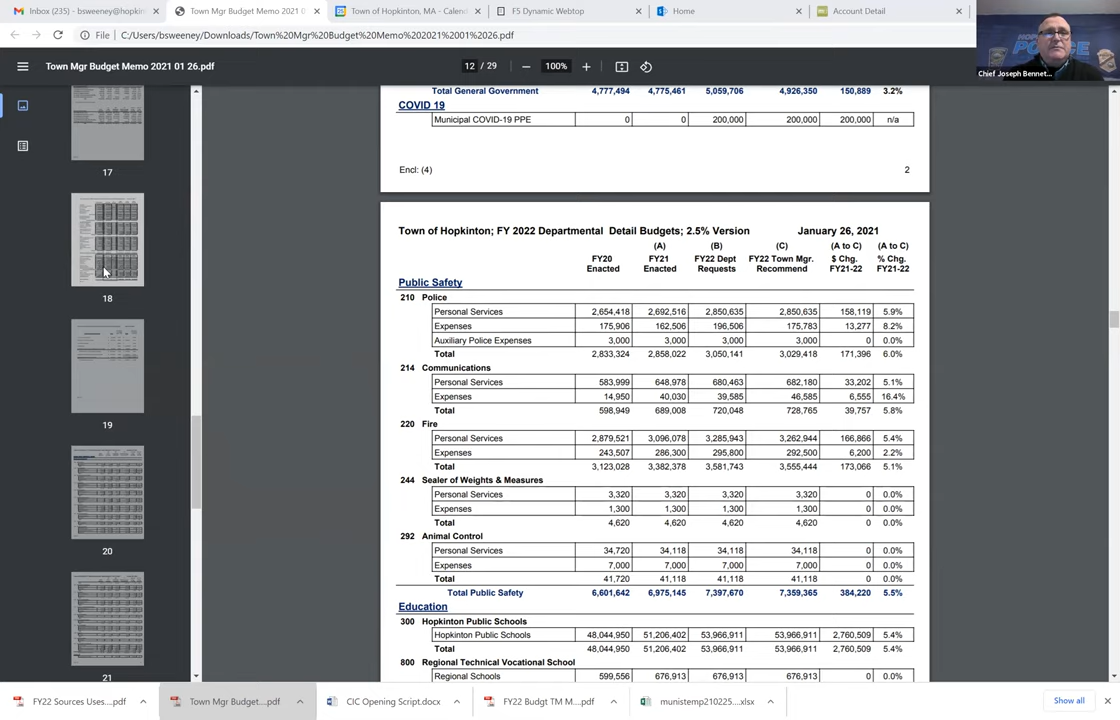 Inbox (235) - bsweeney@hopkin
Town Mgr Budget Memo 2021 0
Town of Hopkinton, MA - Calend
F5 Dynamic Webtop
Home
Account Detail
File C:/Users/bsweeney/Downloads/Town%20Mgr%20Budget%20Memo%202021%2001%2026.pdf
Town Mgr Budget Memo 2021 01 26.pdf
12 / 29
100%
POLICE
Chief Joseph Bennet...
17
18
19
20
21
Total General Government 4,777,494 4,775,461 5,059,706 4,926,350 150,889 3.2%
COVID 19
Municipal COVID-19 PPE 0 0 200,000 200,000 200,000 n/a
Encl: (4) 2
Town of Hopkinton; FY 2022 Departmental Detail Budgets; 2.5% Version January 26, 2021
(A) (B) (C) (A to C) (A to C)
FY20 FY21 FY22 Dept FY22 Town Mgr. $ Chg. % Chg.
Enacted Enacted Requests Recommend FY21-22 FY21-22
Public Safety
210 Police
Personal Services 2,654,418 2,692,516 2,850,635 2,850,635 158,119 5.9%
Expenses 175,906 162,506 196,506 175,783 13,277 8.2%
Auxiliary Police Expenses 3,000 3,000 3,000 3,000 0 0.0%
Total 2,833,324 2,858,022 3,050,141 3,029,418 171,396 6.0%
214 Communications
Personal Services 583,999 648,978 680,463 682,180 33,202 5.1%
Expenses 14,950 40,030 39,585 46,585 6,555 16.4%
Total 598,949 689,008 720,048 728,765 39,757 5.8%
220 Fire
Personal Services 2,879,521 3,096,078 3,285,943 3,262,944 166,866 5.4%
Expenses 243,507 286,300 295,800 292,500 6,200 2.2%
Total 3,123,028 3,382,378 3,581,743 3,555,444 173,066 5.1%
244 Sealer of Weights & Measures
Personal Services 3,320 3,320 3,320 3,320 0 0.0%
Expenses 1,300 1,300 1,300 1,300 0 0.0%
Total 4,620 4,620 4,620 4,620 0 0.0%
292 Animal Control
Personal Services 34,720 34,118 34,118 34,118 0 0.0%
Expenses 7,000 7,000 7,000 7,000 0 0.0%
Total 41,720 41,118 41,118 41,118 0 0.0%
Total Public Safety 6,601,642 6,975,145 7,397,670 7,359,365 384,220 5.5%
Education
300 Hopkinton Public Schools
Hopkinton Public Schools 48,044,950 51,206,402 53,966,911 53,966,911 2,760,509 5.4%
Total 48,044,950 51,206,402 53,966,911 53,966,911 2,760,509 5.4%
800 Regional Technical Vocational School
Regional Schools 599,556 676,913 676,913 676,913 0 0.0%
FY22 Sources Uses....pdf
Town Mgr Budget....pdf
CIC Opening Script.docx
FY22 Budgt TM M....pdf
munistemp210225....xlsx
Show all